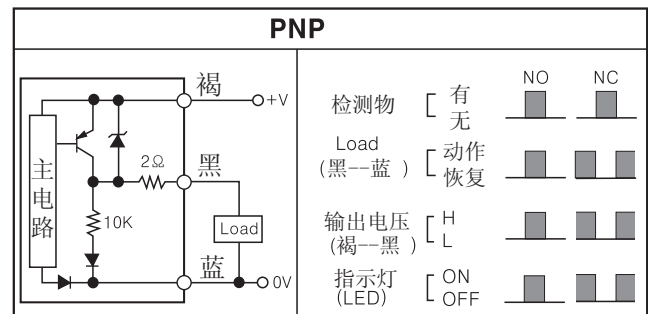 PNP
褐
+V
主电路
2Ω
黑
10K
Load
蓝
0V
NO NC
检测物 [ 有
无
Load
(黑--蓝 ) [ 动作
恢复
输出电压
(褐--黑 ) [ H
L
指示灯
(LED) [ ON
OFF